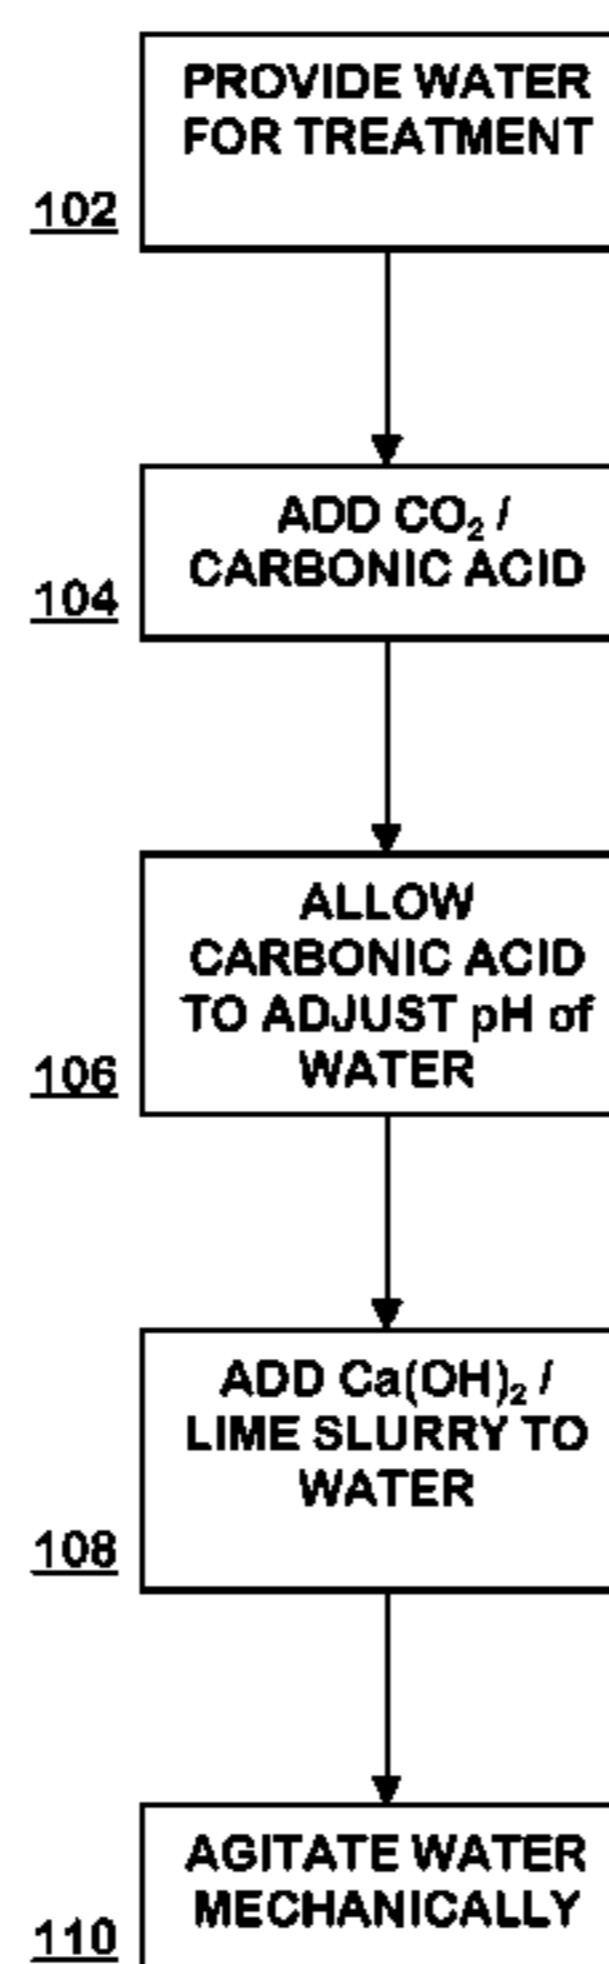 PROVIDE WATER
FOR TREATMENT
102
ADD CO₂ /
CARBONIC ACID
104
ALLOW
CARBONIC ACID
TO ADJUST pH of
WATER
106
ADD Ca(OH)₂ /
LIME SLURRY TO
WATER
108
AGITATE WATER
MECHANICALLY
110